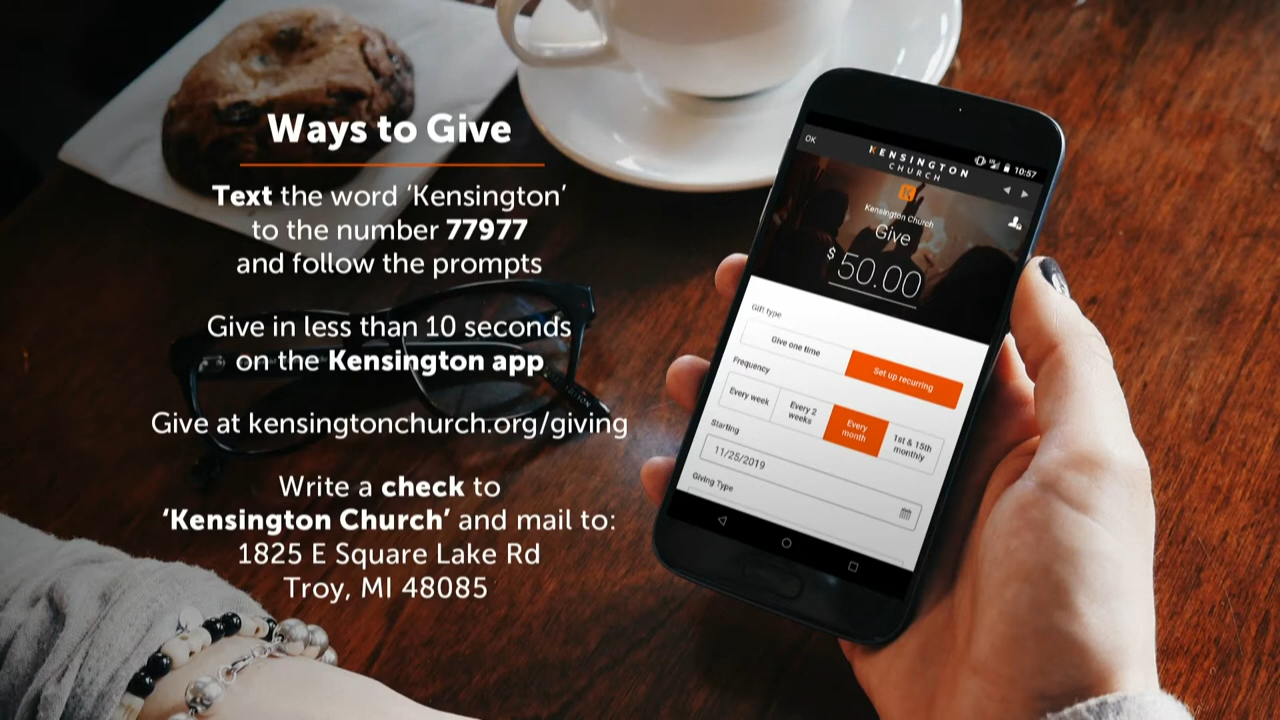 Ways to Give
Text the word ‘Kensington’
to the number 77977
and follow the prompts
Give in less than 10 seconds
on the Kensington app
Give at kensingtonchurch.org/giving
Write a check to
‘Kensington Church’ and mail to:
1825 E Square Lake Rd
Troy, MI 48085
OK
10:57
KENSINGTON
CHURCH
K
Kensington Church
Give
$50.00
Gift type
Give one time
Set up recurring
Frequency
Every week
Every 2
weeks
Every
month
1st & 15th
monthly
Starting
11/25/2019
Giving Type